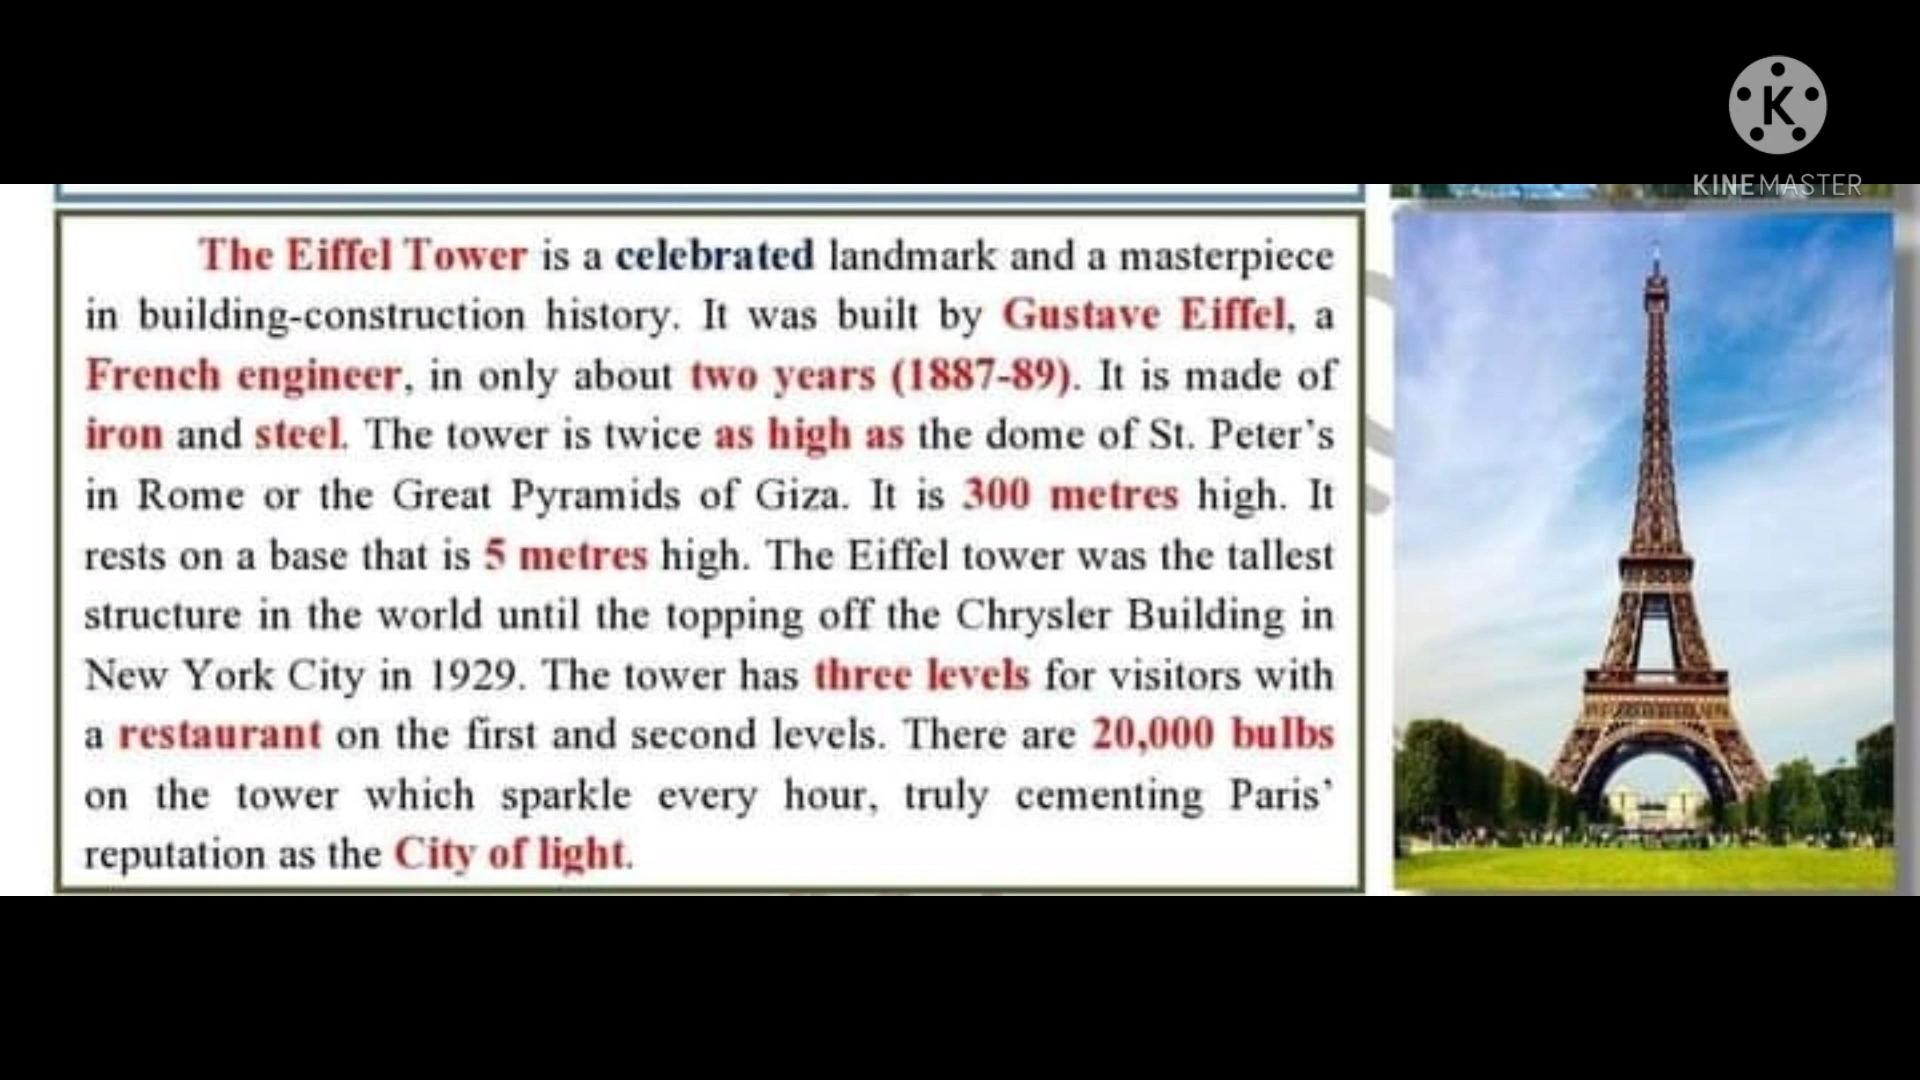 K
KINEMASTER
The Eiffel Tower is a celebrated landmark and a masterpiece
in building-construction history. It was built by Gustave Eiffel, a
French engineer, in only about two years (1887-89). It is made of
iron and steel. The tower is twice as high as the dome of St. Peter's
in Rome or the Great Pyramids of Giza. It is 300 metres high. It
rests on a base that is 5 metres high. The Eiffel tower was the tallest
structure in the world until the topping off the Chrysler Building in
New York City in 1929. The tower has three levels for visitors with
a restaurant on the first and second levels. There are 20,000 bulbs
on the tower which sparkle every hour, truly cementing Paris'
reputation as the City of light.